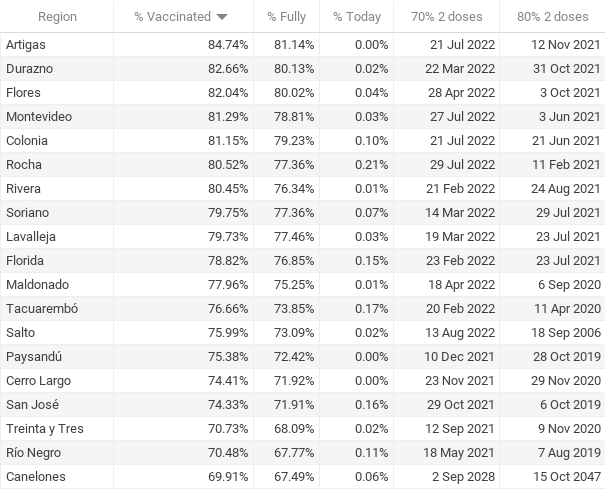 Region % Vaccinated % Fully % Today 70% 2 doses 80% 2 doses
Artigas 84.74% 81.14% 0.00% 21 Jul 2022 12 Nov 2021
Durazno 82.66% 80.13% 0.02% 22 Mar 2022 31 Oct 2021
Flores 82.04% 80.02% 0.04% 28 Apr 2022 3 Oct 2021
Montevideo 81.29% 78.81% 0.03% 27 Jul 2022 3 Jun 2021
Colonia 81.15% 79.23% 0.10% 21 Jul 2022 21 Jun 2021
Rocha 80.52% 77.36% 0.21% 29 Jul 2022 11 Feb 2021
Rivera 80.45% 76.34% 0.01% 21 Feb 2022 24 Aug 2021
Soriano 79.75% 77.36% 0.07% 14 Mar 2022 29 Jul 2021
Lavalleja 79.73% 77.46% 0.03% 19 Mar 2022 23 Jul 2021
Florida 78.82% 76.85% 0.15% 23 Feb 2022 23 Jul 2021
Maldonado 77.96% 75.25% 0.01% 18 Apr 2022 6 Sep 2020
Tacuarembó 76.66% 73.85% 0.17% 20 Feb 2022 11 Apr 2020
Salto 75.99% 73.09% 0.02% 13 Aug 2022 18 Sep 2006
Paysandú 75.38% 72.42% 0.00% 10 Dec 2021 28 Oct 2019
Cerro Largo 74.41% 71.92% 0.00% 23 Nov 2021 29 Nov 2020
San José 74.33% 71.91% 0.16% 29 Oct 2021 6 Oct 2019
Treinta y Tres 70.73% 68.09% 0.02% 12 Sep 2021 9 Nov 2020
Río Negro 70.48% 67.77% 0.11% 18 May 2021 7 Aug 2019
Canelones 69.91% 67.49% 0.06% 2 Sep 2028 15 Oct 2047